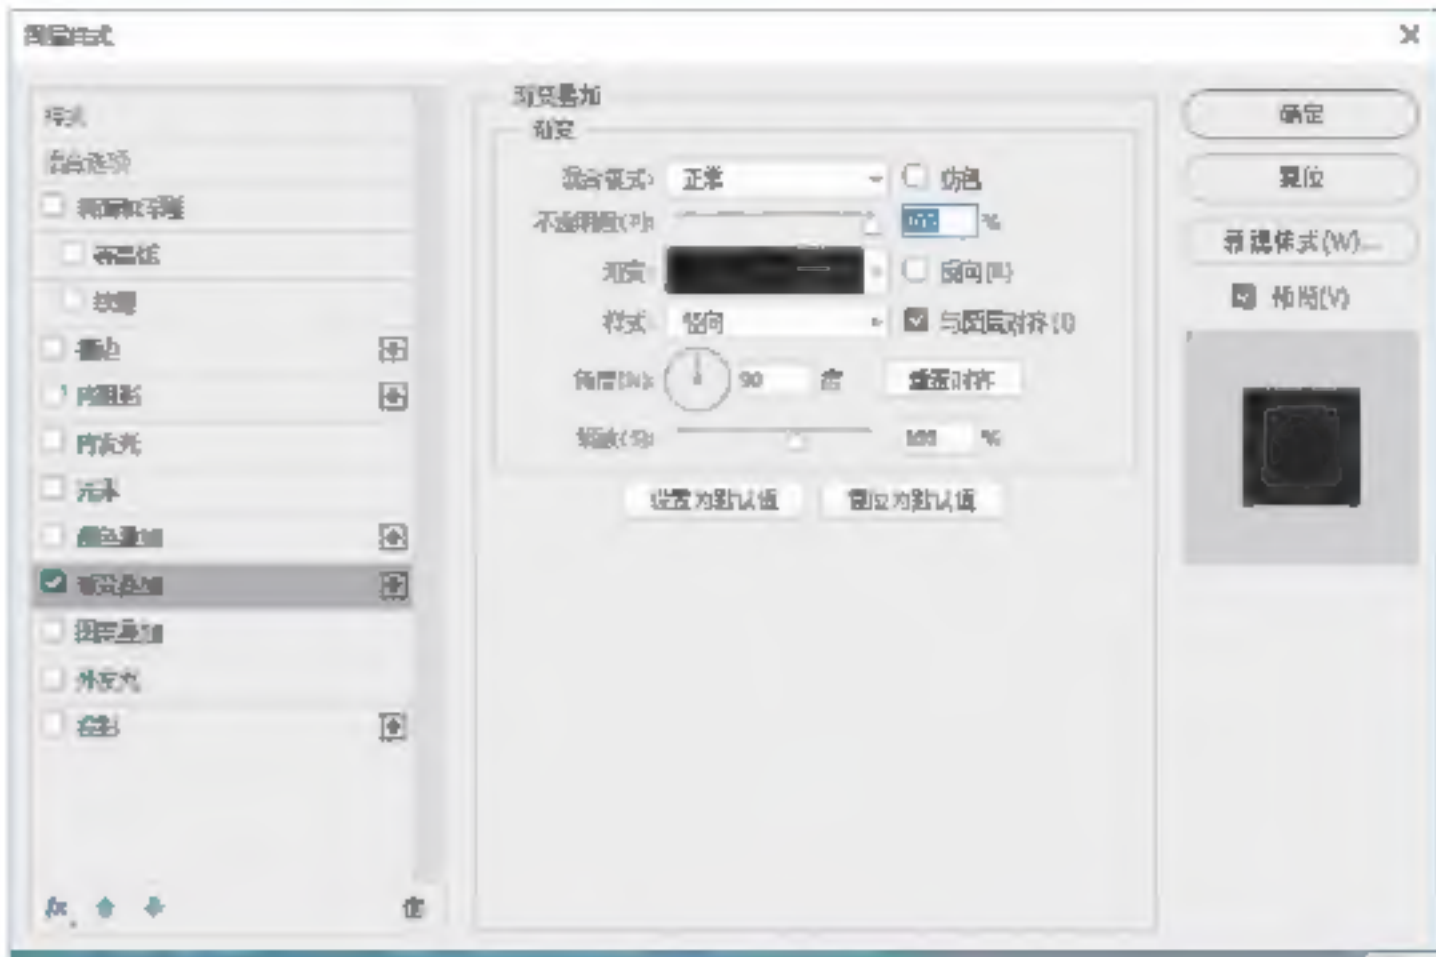 图层样式
样式
混合选项
斜面和浮雕
等高线
纹理
描边
内阴影
内发光
光泽
颜色叠加
渐变叠加
图案叠加
外发光
投影
fx
渐变叠加
渐变
混合模式: 正常 仿色
不透明度(P): %
渐变: 反向(R)
样式: 径向 与图层对齐(I)
角度(N): 90 度 重置对齐
缩放(S): 100 %
设置为默认值 复位为默认值
确定
复位
新建样式(W)...
预览(V)